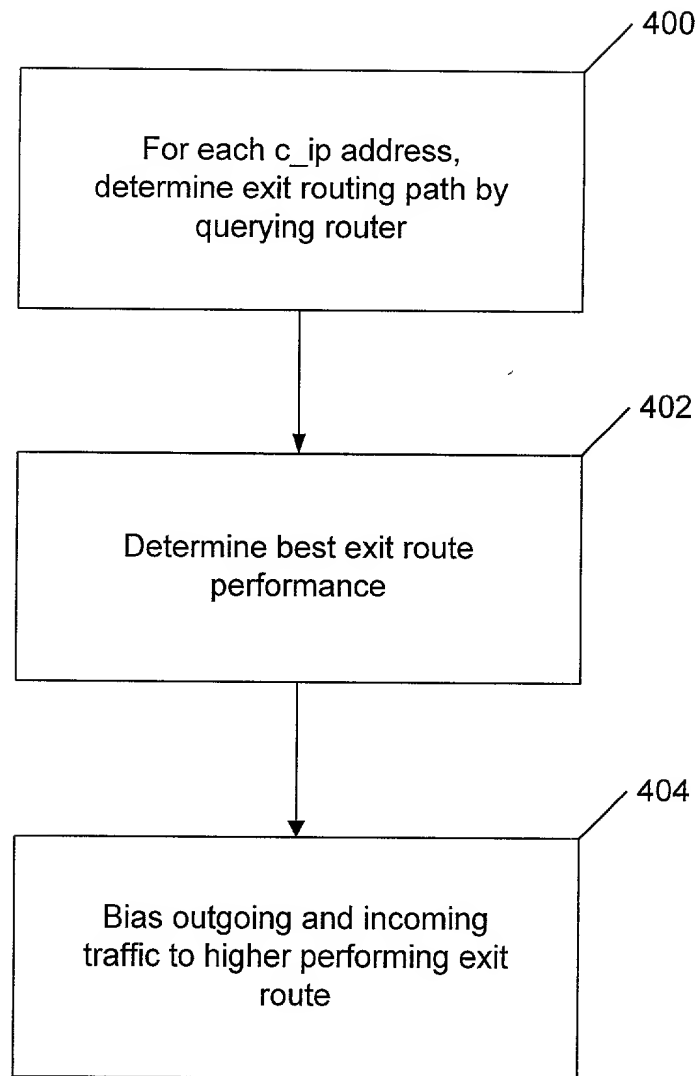 400
For each c_ip address,
determine exit routing path by
querying router
402
Determine best exit route
performance
404
Bias outgoing and incoming
traffic to higher performing exit
route